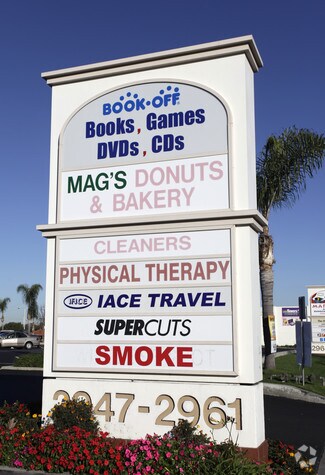 BOOK•OFF
Books, Games
DVDs, CDs
MAG'S DONUTS
& BAKERY
CLEANERS
PHYSICAL THERAPY
IACE IACE TRAVEL
SUPERCUTS
SMOKE
2947-2961